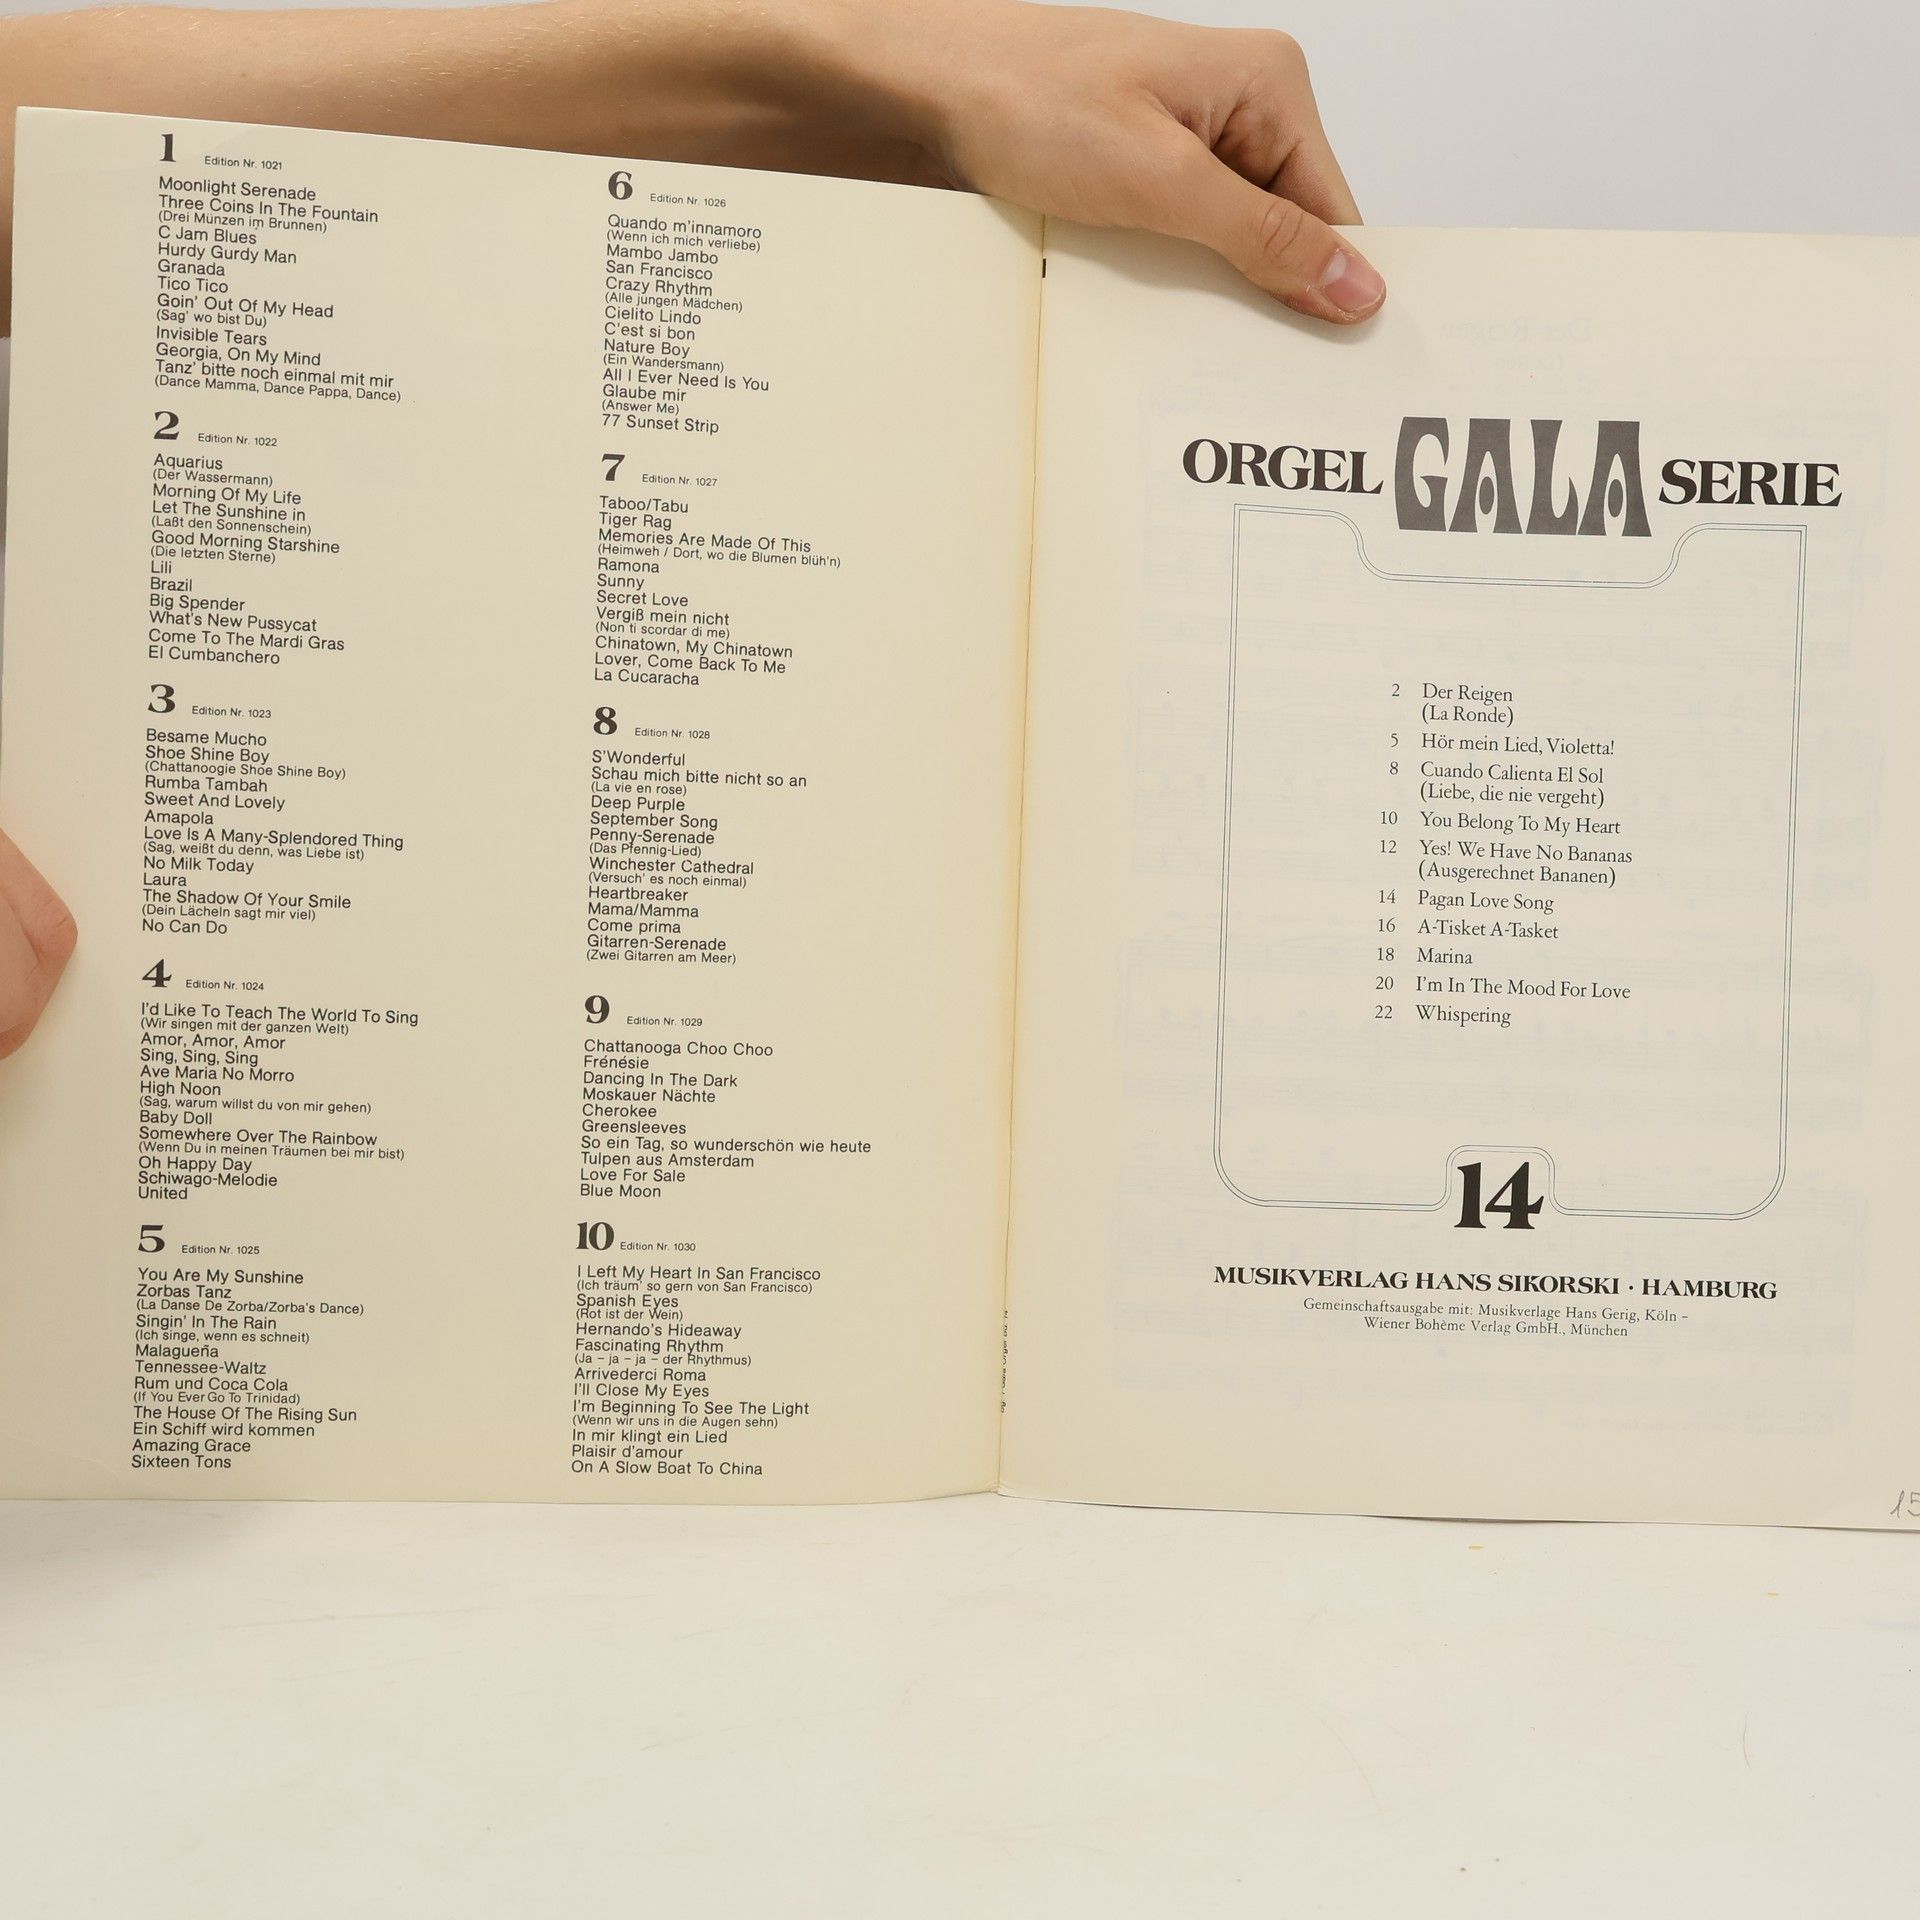 1 Edition Nr. 1021
Moonlight Serenade
Three Coins In The Fountain
(Drei Münzen im Brunnen)
C Jam Blues
Hurdy Gurdy Man
Granada
Tico Tico
Goin' Out Of My Head
(Sag' wo bist Du)
Invisible Tears
Georgia, On My Mind
Tanz' bitte noch einmal mit mir
(Dance Mamma, Dance Pappa, Dance)
2 Edition Nr. 1022
Aquarius
(Der Wassermann)
Morning Of My Life
Let The Sunshine in
(Laßt den Sonnenschein)
Good Morning Starshine
(Die letzten Sterne)
Lili
Brazil
Big Spender
What's New Pussycat
Come To The Mardi Gras
El Cumbanchero
3 Edition Nr. 1023
Besame Mucho
Shoe Shine Boy
(Chattanoogie Shoe Shine Boy)
Rumba Tambah
Sweet And Lovely
Amapola
Love Is A Many-Splendored Thing
(Sag, weißt du denn, was Liebe ist)
No Milk Today
Laura
The Shadow Of Your Smile
(Dein Lächeln sagt mir viel)
No Can Do
4 Edition Nr. 1024
I'd Like To Teach The World To Sing
(Wir singen mit der ganzen Welt)
Amor, Amor, Amor
Sing, Sing, Sing
Ave Maria No Morro
High Noon
(Sag, warum willst du von mir gehen)
Baby Doll
Somewhere Over The Rainbow
(Wenn Du in meinen Träumen bei mir bist)
Oh Happy Day
Schiwago-Melodie
United
5 Edition Nr. 1025
You Are My Sunshine
Zorbas Tanz
(La Danse De Zorba/Zorba's Dance)
Singin' In The Rain
(Ich singe, wenn es schneit)
Malagueña
Tennessee-Waltz
Rum und Coca Cola
(If You Ever Go To Trinidad)
The House Of The Rising Sun
Ein Schiff wird kommen
Amazing Grace
Sixteen Tons
6 Edition Nr. 1026
Quando m'innamoro
(Wenn ich mich verliebe)
Mambo Jambo
San Francisco
Crazy Rhythm
(Alle jungen Mädchen)
Cielito Lindo
C'est si bon
Nature Boy
(Ein Wandersmann)
All I Ever Need Is You
Glaube mir
(Answer Me)
77 Sunset Strip
7 Edition Nr. 1027
Taboo/Tabu
Tiger Rag
Memories Are Made Of This
(Heimweh / Dort, wo die Blumen blüh'n)
Ramona
Sunny
Secret Love
Vergiß mein nicht
(Non ti scordar di me)
Chinatown, My Chinatown
Lover, Come Back To Me
La Cucaracha
8 Edition Nr. 1028
S'Wonderful
Schau mich bitte nicht so an
(La vie en rose)
Deep Purple
September Song
Penny-Serenade
(Das Pfennig-Lied)
Winchester Cathedral
(Versuch' es noch einmal)
Heartbreaker
Mama/Mamma
Come prima
Gitarren-Serenade
(Zwei Gitarren am Meer)
9 Edition Nr. 1029
Chattanooga Choo Choo
Frénésie
Dancing In The Dark
Moskauer Nächte
Cherokee
Greensleeves
So ein Tag, so wunderschön wie heute
Tulpen aus Amsterdam
Love For Sale
Blue Moon
10 Edition Nr. 1030
I Left My Heart In San Francisco
(Ich träum' so gern von San Francisco)
Spanish Eyes
(Rot ist der Wein)
Hernando's Hideaway
Fascinating Rhythm
(Ja – ja – ja – der Rhythmus)
Arrivederci Roma
I'll Close My Eyes
I'm Beginning To See The Light
(Wenn wir uns in die Augen sehn)
In mir klingt ein Lied
Plaisir d'amour
On A Slow Boat To China
ORGEL GALA SERIE
2 Der Reigen
(La Ronde)
5 Hör mein Lied, Violetta!
8 Cuando Calienta El Sol
(Liebe, die nie vergeht)
10 You Belong To My Heart
12 Yes! We Have No Bananas
(Ausgerechnet Bananen)
14 Pagan Love Song
16 A-Tisket A-Tasket
18 Marina
20 I'm In The Mood For Love
22 Whispering
14
MUSIKVERLAG HANS SIKORSKI · HAMBURG
Gemeinschaftsausgabe mit: Musikverlage Hans Gerig, Köln –
Wiener Bohème Verlag GmbH., München
15